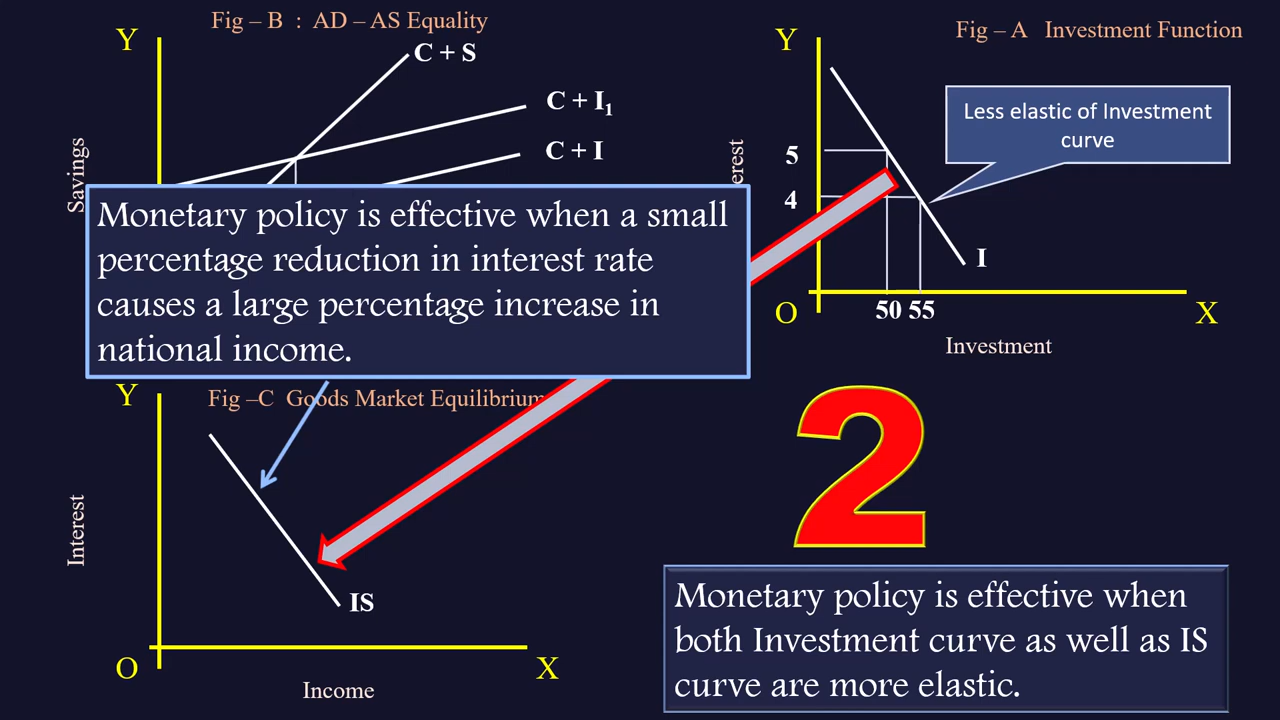 Fig – B : AD – AS Equality
Y
C + S
C + I1
C + I
Savings
Monetary policy is effective when a small
percentage reduction in interest rate
causes a large percentage increase in
national income.
Fig – A Investment Function
Y
Less elastic of Investment
curve
erest
5
4
I
O
50 55
X
Investment
Y
Fig –C Goods Market Equilibrium
Interest
IS
O
X
Income
2
Monetary policy is effective when
both Investment curve as well as IS
curve are more elastic.